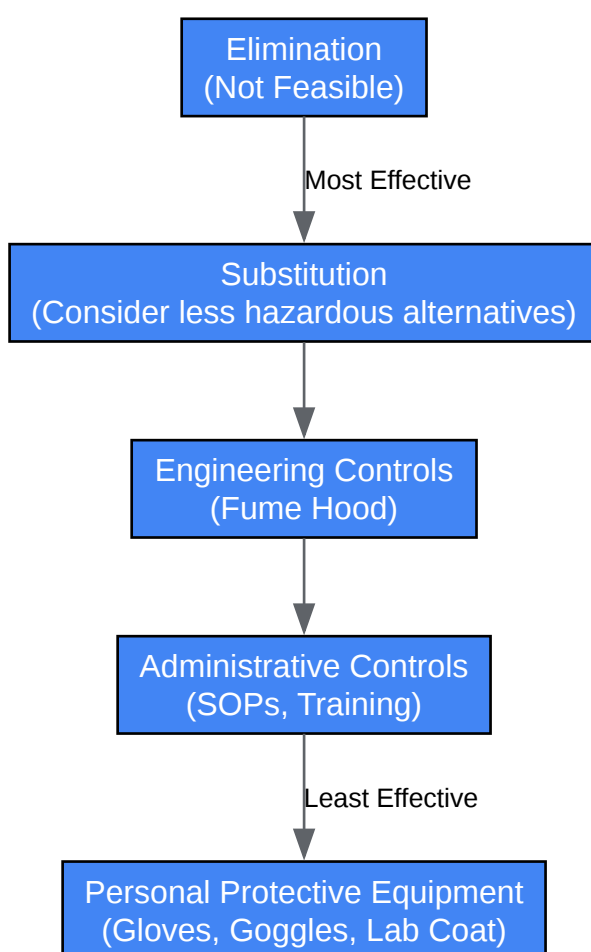 Elimination
(Not Feasible)
Most Effective
Substitution
(Consider less hazardous alternatives)
Engineering Controls
(Fume Hood)
Administrative Controls
(SOPs, Training)
Least Effective
Personal Protective Equipment
(Gloves, Goggles, Lab Coat)